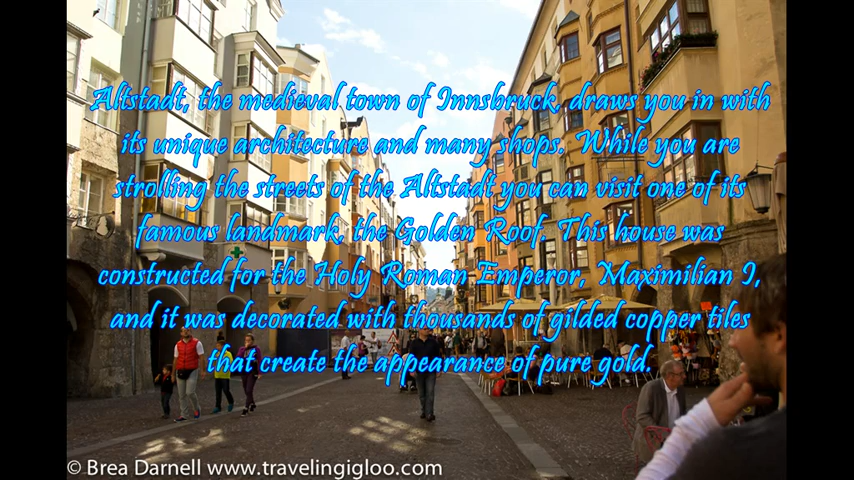 Altstadt, the medieval town of Innsbruck, draws you in with
its unique architecture and many shops. While you are
strolling the streets of the Altstadt you can visit one of its
famous landmark, the Golden Roof. This house was
constructed for the Holy Roman Emperor, Maximilian I,
and it was decorated with thousands of gilded copper tiles
that create the appearance of pure gold.
© Brea Darnell www.travelingigloo.com